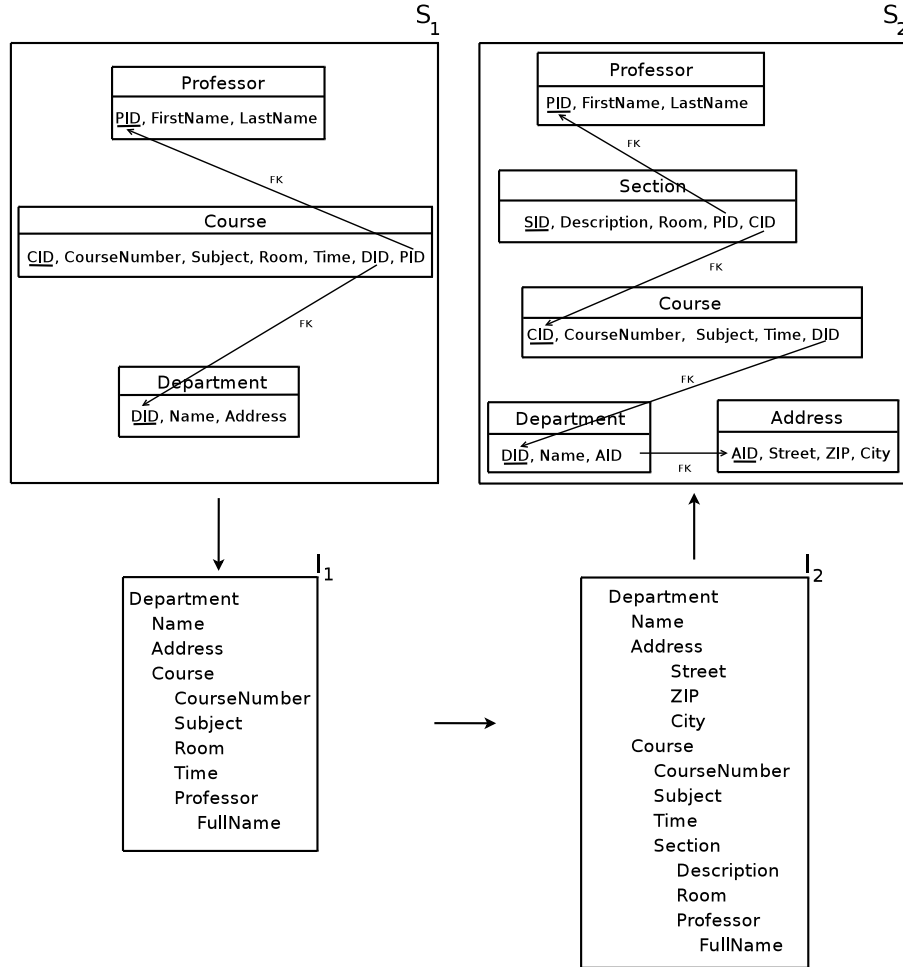 S1
Professor
PID, FirstName, LastName
FK
Course
CID, CourseNumber, Subject, Room, Time, DID, PID
FK
Department
DID, Name, Address
S2
Professor
PID, FirstName, LastName
FK
Section
SID, Description, Room, PID, CID
FK
Course
CID, CourseNumber, Subject, Time, DID
FK
Department
DID, Name, AID
FK
Address
AID, Street, ZIP, City
I1
Department
Name
Address
Course
CourseNumber
Subject
Room
Time
Professor
FullName
I2
Department
Name
Address
Street
ZIP
City
Course
CourseNumber
Subject
Time
Section
Description
Room
Professor
FullName